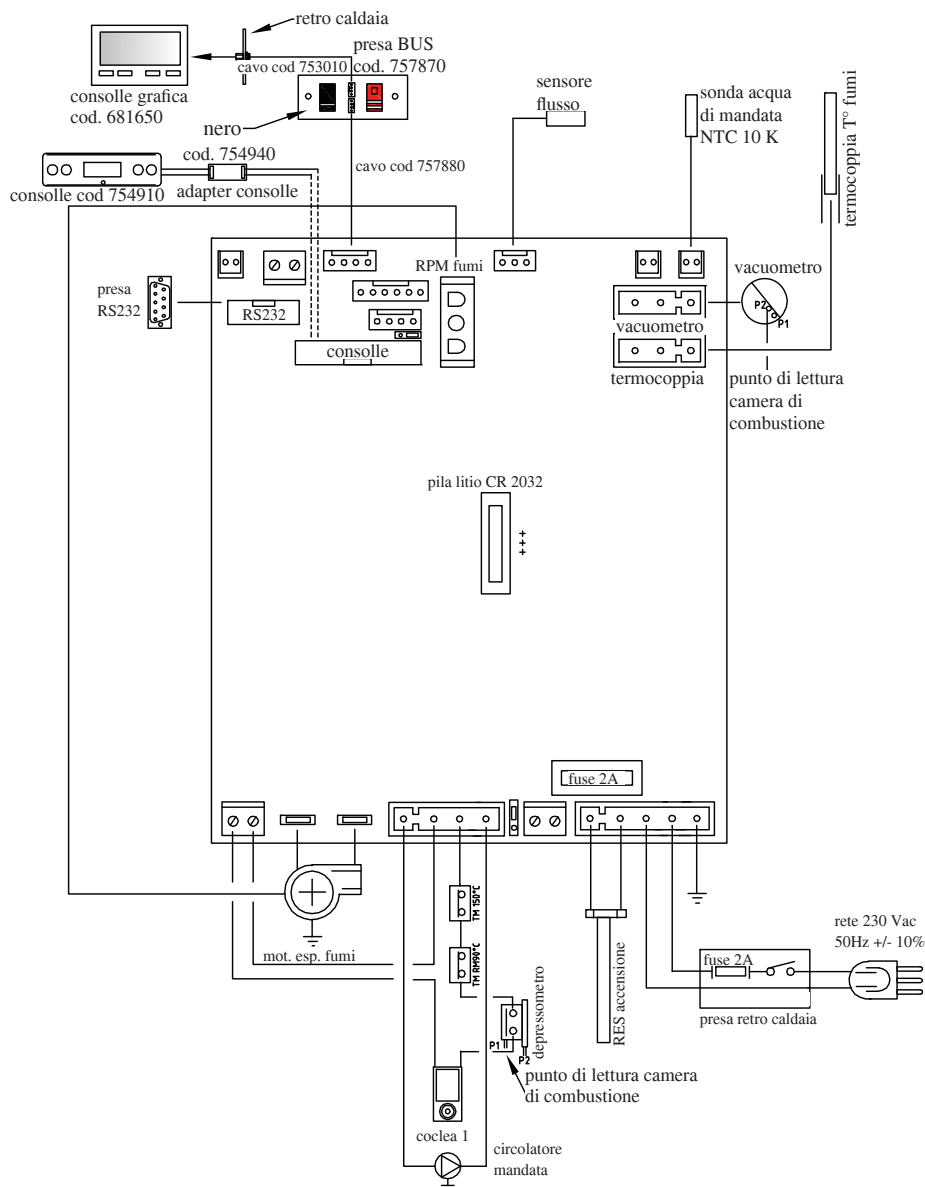 retro caldaia
presa BUS
cod. 757870
cavo cod 753010
consolle grafica
cod. 681650
nero
cod. 754940
adapter consolle
consolle cod 754910
cavo cod 757880
sensore
flusso
sonda acqua
di mandata
NTC 10 K
termocoppia T° fumi
presa
RS232
RS232
RPM fumi
consolle
vacuometro
P2
P1
vacuometro
termocoppia
punto di lettura
camera di
combustione
pila litio CR 2032
+++
fuse 2A
mot. esp. fumi
TM 150°C
TM RM90°C
depressometro
P1
P2
punto di lettura camera
di combustione
coclea 1
circolatore
mandata
RES accensione
rete 230 Vac
50Hz +/- 10%
fuse 2A
presa retro caldaia